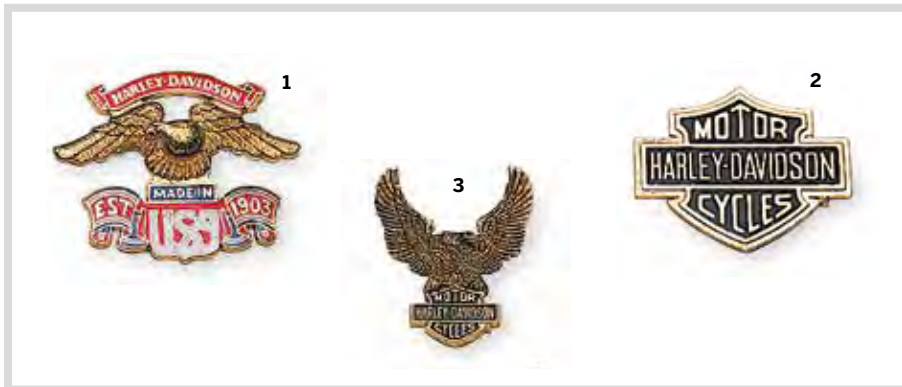 1
HARLEY-DAVIDSON
MADE IN
EST
1903
USA
2
MOTOR
HARLEY-DAVIDSON
CYCLES
3
MOTOR
HARLEY-DAVIDSON
CYCLES